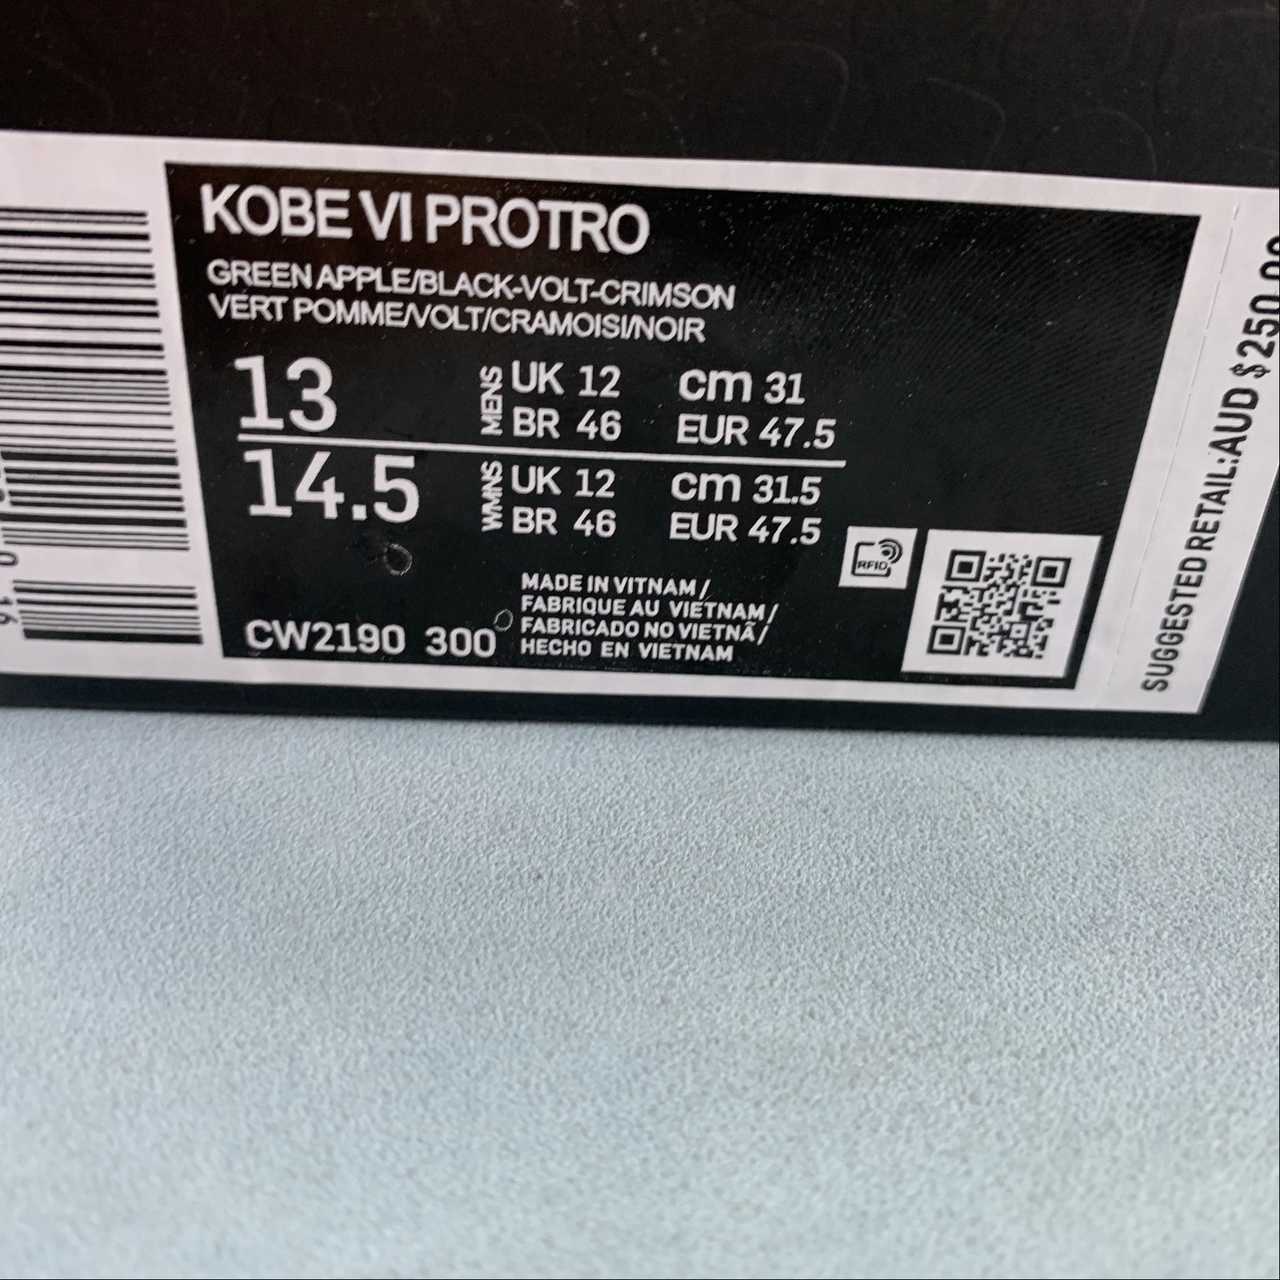 KOBE VI PROTRO
GREEN APPLE/BLACK-VOLT-CRIMSON
VERT POMME/VOLT/CRAMOISI/NOIR
13 MENS UK 12 cm 31
BR 46 EUR 47.5
14.5 WMNS UK 12 cm 31.5
BR 46 EUR 47.5
RFID
MADE IN VITNAM /
FABRIQUE AU VIETNAM /
FABRICADO NO VIETNÃ /
HECHO EN VIETNAM
CW2190 300
SUGGESTED RETAIL:AUD $250.00